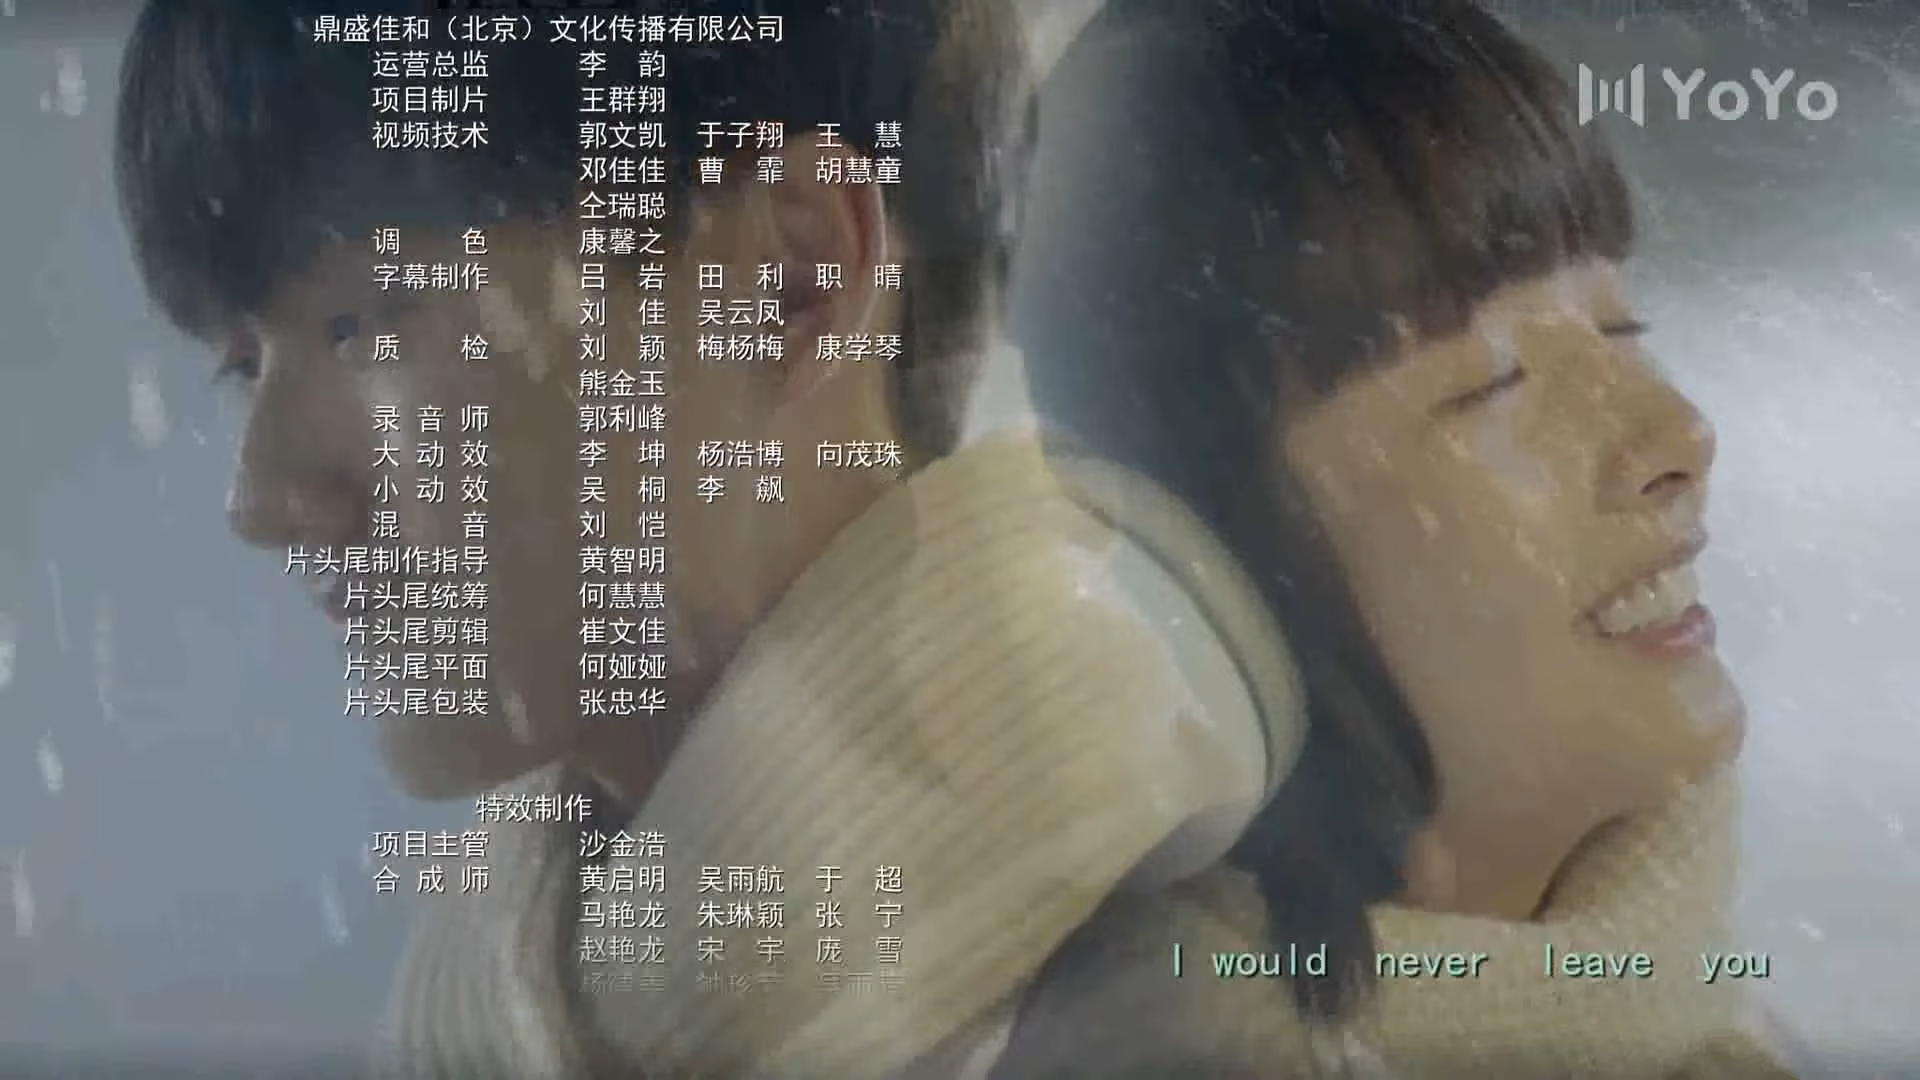 鼎盛佳和（北京）文化传播有限公司
运营总监 李韵
项目制片 王群翔
视频技术 郭文凯 于子翔 王慧
邓佳佳 曹霏 胡慧童
仝瑞聪
调色 康馨之
字幕制作 吕岩 田利 职晴
刘佳 吴云凤
质检 刘颖 梅杨梅 康学琴
熊金玉
录音师 郭利峰
大动效 李坤 杨浩博 向茂珠
小动效 吴桐 李飙
混音 刘恺
片头尾制作指导 黄智明
片头尾统筹 何慧慧
片头尾剪辑 崔文佳
片头尾平面 何娅娅
片头尾包装 张忠华
特效制作
项目主管 沙金浩
合成师 黄启明 吴雨航 于超
马艳龙 朱琳颖 张宁
赵艳龙 宋宇 庞雪
YoYo
I would never leave you